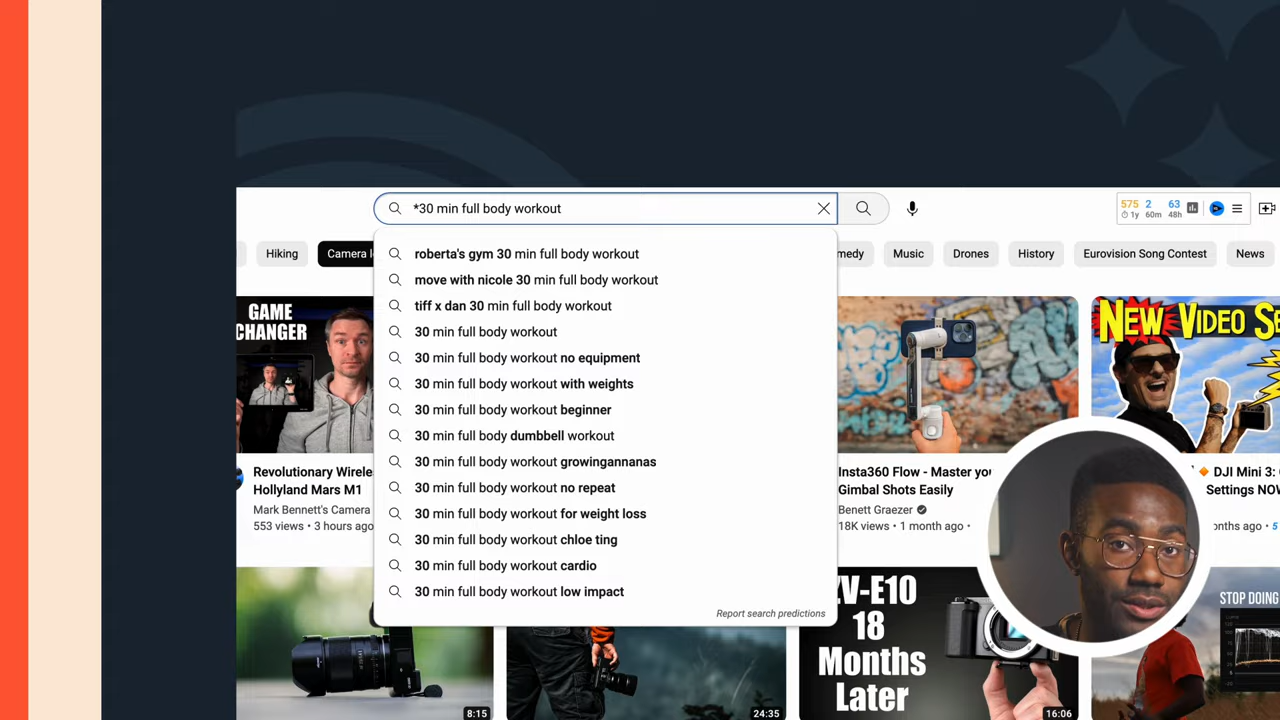 *30 min full body workout
575 2 63
1y 60m 48h
Hiking
Camera
medy
Music
Drones
History
Eurovision Song Contest
News
roberta's gym 30 min full body workout
move with nicole 30 min full body workout
tiff x dan 30 min full body workout
30 min full body workout
30 min full body workout no equipment
30 min full body workout with weights
30 min full body workout beginner
30 min full body dumbbell workout
30 min full body workout growingannanas
30 min full body workout no repeat
30 min full body workout for weight loss
30 min full body workout chloe ting
30 min full body workout cardio
30 min full body workout low impact
Report search predictions
GAME
CHANGER
Revolutionary Wirele
Hollyland Mars M1
Mark Bennett's Camera
553 views • 3 hours ago
Insta360 Flow - Master you
Gimbal Shots Easily
Benett Graezer
18K views • 1 month ago •
NEW VIDEO SE
DJI Mini 3:
Settings NOW
onths ago • 5
8:15
24:35
ZV-E10
18
Months
Later
16:06
STOP DOING